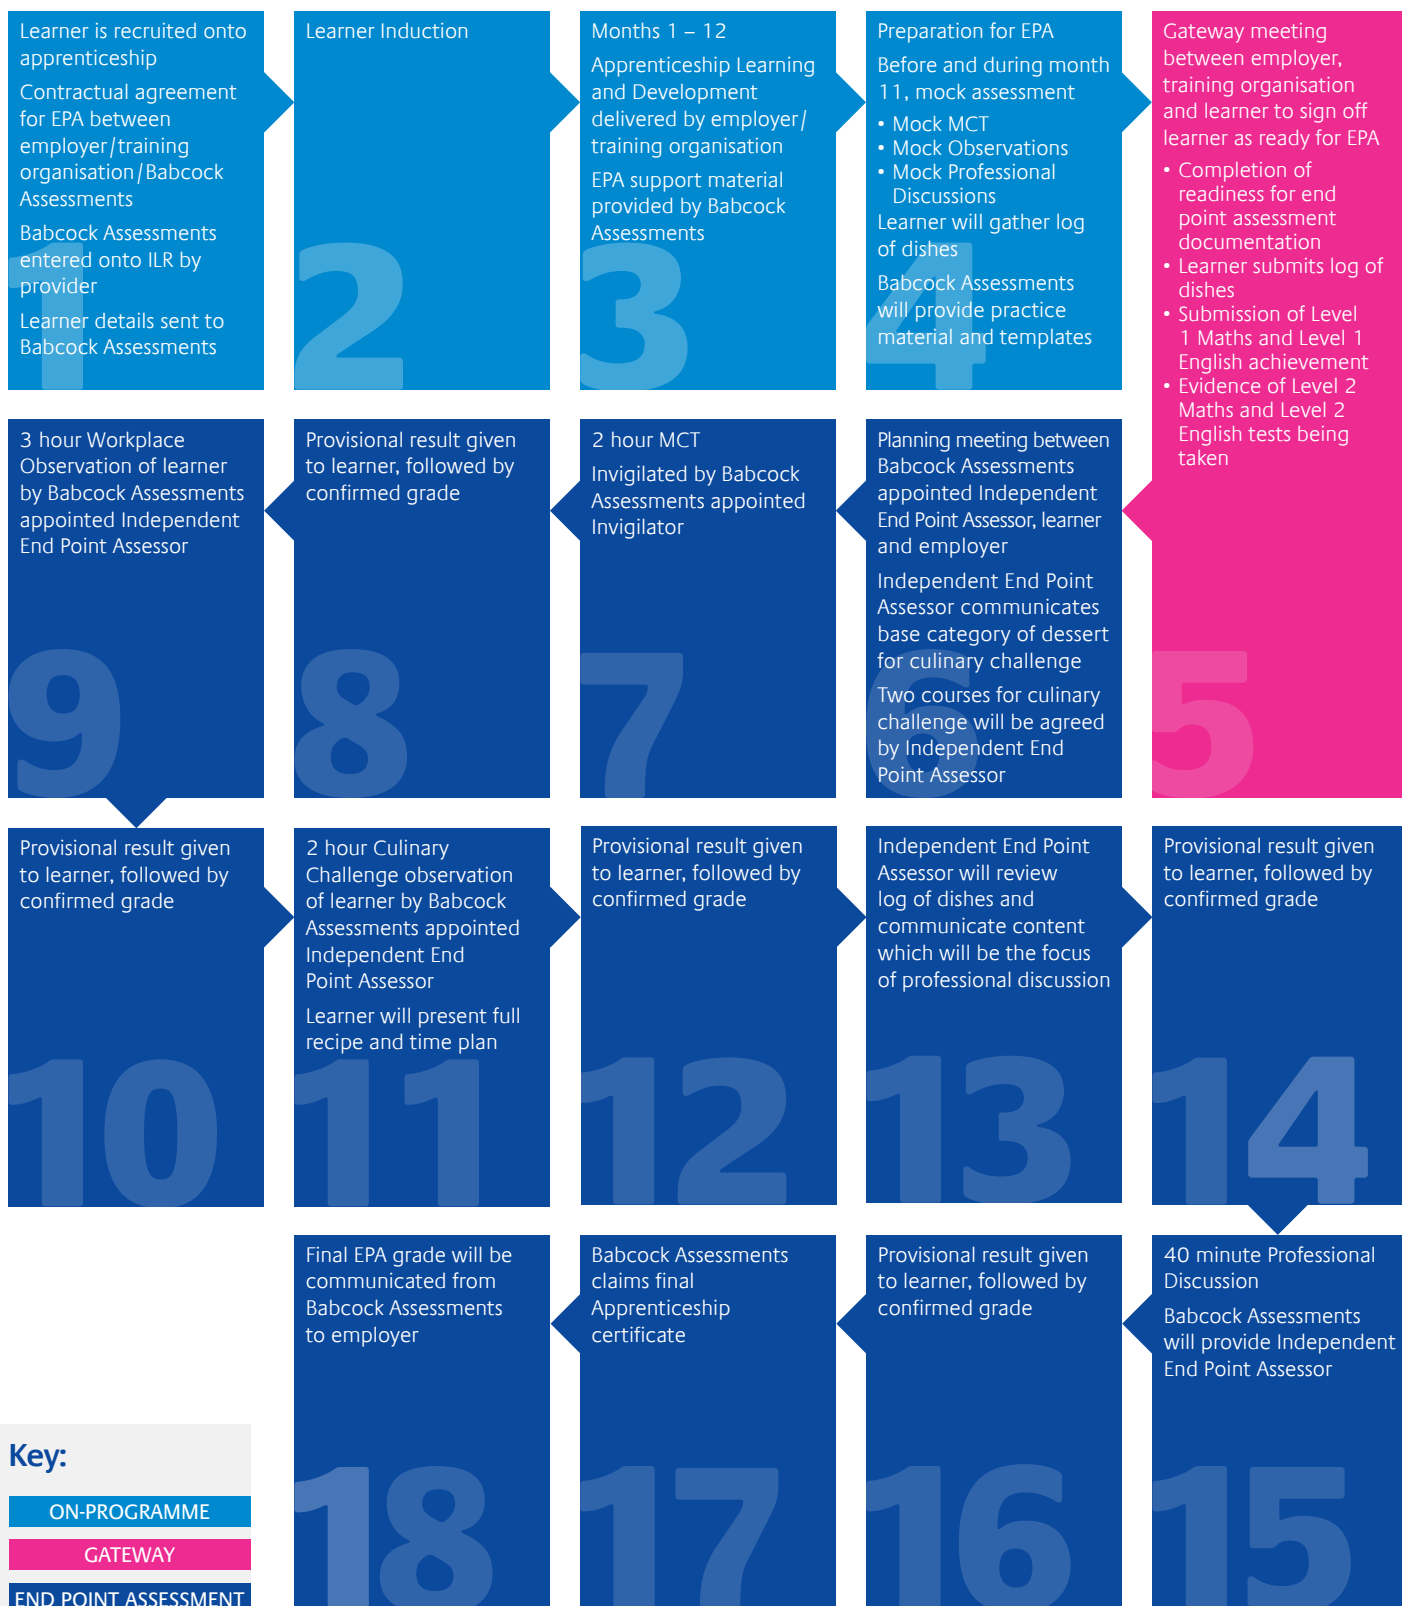 Learner is recruited onto
apprenticeship
Contractual agreement
for EPA between
employer/training
organisation/Babcock
Assessments
Babcock Assessments
entered onto ILR by
provider
Learner details sent to
Babcock Assessments
1
Learner Induction
2
Months 1 – 12
Apprenticeship Learning
and Development
delivered by employer/
training organisation
EPA support material
provided by Babcock
Assessments
3
Preparation for EPA
Before and during month
11, mock assessment
• Mock MCT
• Mock Observations
• Mock Professional
Discussions
Learner will gather log
of dishes
Babcock Assessments
will provide practice
material and templates
4
Gateway meeting
between employer,
training organisation
and learner to sign off
learner as ready for EPA
• Completion of
readiness for end
point assessment
documentation
• Learner submits log of
dishes
• Submission of Level
1 Maths and Level 1
English achievement
• Evidence of Level 2
Maths and Level 2
English tests being
taken
5
Planning meeting between
Babcock Assessments
appointed Independent
End Point Assessor, learner
and employer
Independent End Point
Assessor communicates
base category of dessert
for culinary challenge
Two courses for culinary
challenge will be agreed
by Independent End
Point Assessor
6
2 hour MCT
Invigilated by Babcock
Assessments appointed
Invigilator
7
Provisional result given
to learner, followed by
confirmed grade
8
3 hour Workplace
Observation of learner
by Babcock Assessments
appointed Independent
End Point Assessor
9
Provisional result given
to learner, followed by
confirmed grade
10
2 hour Culinary
Challenge observation
of learner by Babcock
Assessments appointed
Independent End
Point Assessor
Learner will present full
recipe and time plan
11
Provisional result given
to learner, followed by
confirmed grade
12
Independent End Point
Assessor will review
log of dishes and
communicate content
which will be the focus
of professional discussion
13
Provisional result given
to learner, followed by
confirmed grade
14
40 minute Professional
Discussion
Babcock Assessments
will provide Independent
End Point Assessor
15
Provisional result given
to learner, followed by
confirmed grade
16
Babcock Assessments
claims final
Apprenticeship
certificate
17
Final EPA grade will be
communicated from
Babcock Assessments
to employer
18
Key:
ON-PROGRAMME
GATEWAY
END POINT ASSESSMENT